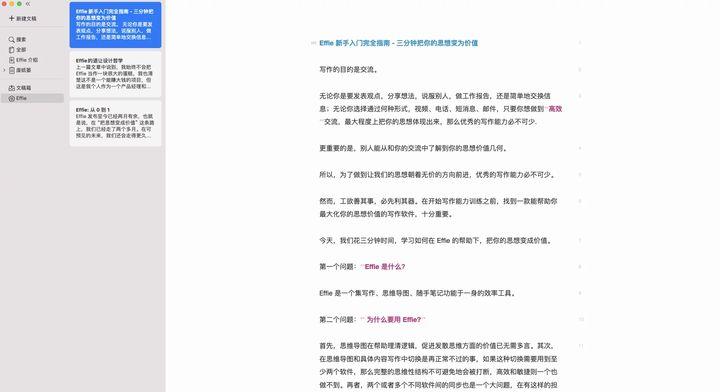 新建文稿
搜索
全部
Effie 介绍
废纸篓
文稿箱
Effie
Effie 新手入门完全指南 - 三分钟把你的思想变为价值
写作的目的是交流。 无论你是要发表观点，分享想法，说服别人，做工作报告，还是简单地交换信息...
Effie的道让设计哲学
上一篇文章中说到，我始终不会把 Effie 当作一块很大的蛋糕，我也清楚这不是一个能赚大钱的项目，但这是我个人作为一个产品经理和...
Effie: 从 0 到 1
Effie 发布至今已经两月有余，也就是说，在“把思想变成价值”这条路上，我们已经走了两个多月。在可预见的未来，我们还会走得更久...
Effie 新手入门完全指南 - 三分钟把你的思想变为价值
写作的目的是交流。
无论你是要发表观点，分享想法，说服别人，做工作报告，还是简单地交换信
息；无论你选择通过何种形式，视频、电话、短消息、邮件，只要你想做到``高效
``交流，最大程度上把你的思想体现出来，那么优秀的写作能力必不可少.
更重要的是，别人能从和你的交流中了解到你的思想价值几何。
所以，为了做到让我们的思想朝着无价的方向前进，优秀的写作能力必不可少。
然而，工欲善其事，必先利其器。在开始写作能力训练之前，找到一款能帮助你
最大化你的思想价值的写作软件，十分重要。
今天，我们花三分钟时间，学习如何在 Effie 的帮助下，把你的思想变成价值。
第一个问题：``Effie 是什么?
Effie 是一个集写作、思维导图、随手笔记功能于一身的效率工具。
第二个问题：`` 为什么要用 Effie?``
首先，思维导图在帮助理清逻辑，促进发散思维方面的价值已无需多言。其次，
在思维导图和具体内容写作中切换是再正常不过的事，如果这种切换需要用到至
少两个软件，那么完整的思维性结构不可避免地会被打断，高效和敏捷则一个也
做不到。再者，两个或者多个不同软件间的同步也是一个大问题，在有这样的担